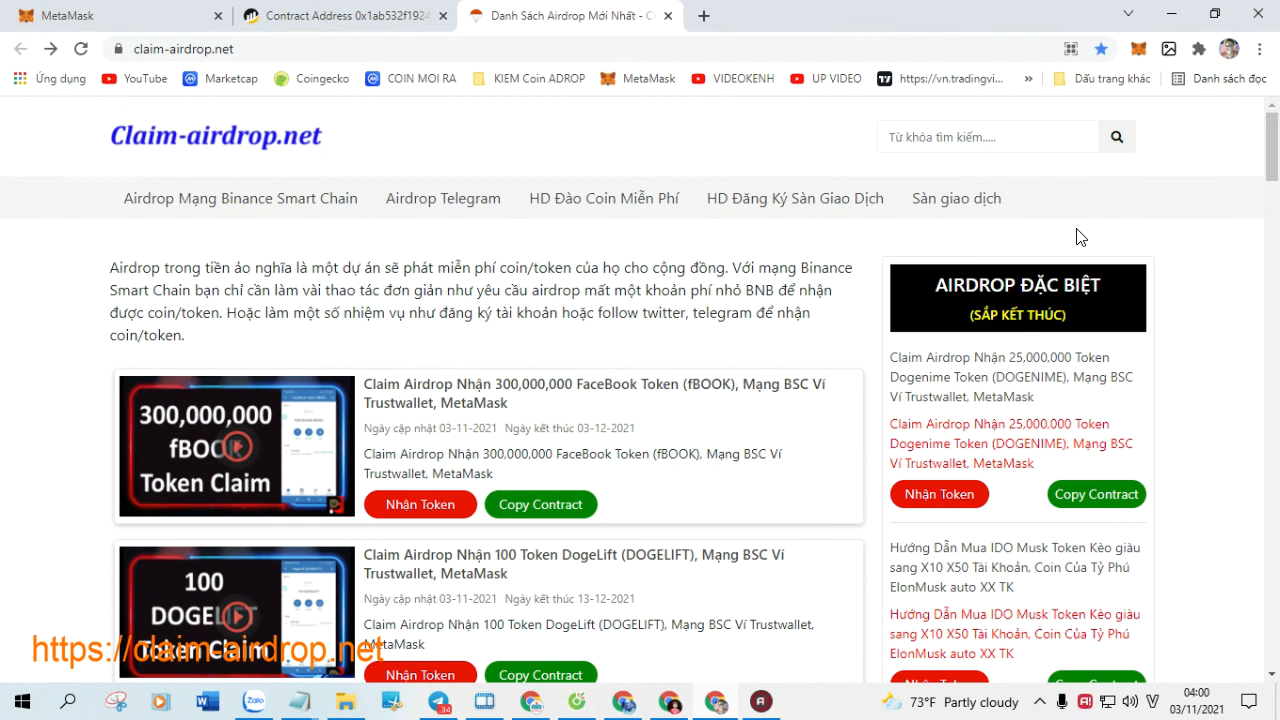 MetaMask
Contract Address 0x1ab532f1924
Danh Sách Airdrop Mới Nhất - C
claim-airdrop.net
Ứng dụng
YouTube
Marketcap
Coingecko
COIN MOI RA
KIEM Coin ADROP
MetaMask
VIDEOKENH
UP VIDEO
https://vn.tradingvi...
»
Dấu trang khác
Danh sách đọc
Claim-airdrop.net
Từ khóa tìm kiếm.....
Airdrop Mạng Binance Smart Chain
Airdrop Telegram
HD Đào Coin Miễn Phí
HD Đăng Ký Sàn Giao Dịch
Sàn giao dịch
Airdrop trong tiền ảo nghĩa là một dự án sẽ phát miễn phí coin/token của họ cho cộng đồng. Với mạng Binance
Smart Chain bạn chỉ cần làm vài thao tác đơn giản như yêu cầu airdrop mất một khoản phí nhỏ BNB để nhận
được coin/token. Hoặc làm một số nhiệm vụ như đăng ký tài khoản hoặc follow twitter, telegram để nhận
coin/token.
300,000,000
fBOOK
Token Claim
Claim Airdrop Nhận 300,000,000 FaceBook Token (fBOOK), Mạng BSC Ví
Trustwallet, MetaMask
Ngày cập nhật 03-11-2021 Ngày kết thúc 03-12-2021
Claim Airdrop Nhận 300,000,000 FaceBook Token (fBOOK), Mạng BSC Ví
Trustwallet, MetaMask
Nhận Token
Copy Contract
100
DOGELIFT
Token Claim
Claim Airdrop Nhận 100 Token DogeLift (DOGELIFT), Mạng BSC Ví
Trustwallet, MetaMask
Ngày cập nhật 03-11-2021 Ngày kết thúc 13-12-2021
Claim Airdrop Nhận 100 Token DogeLift (DOGELIFT), Mạng BSC Ví Trustwallet,
MetaMask
Nhận Token
Copy Contract
AIRDROP ĐẶC BIỆT
(SẮP KẾT THÚC)
Claim Airdrop Nhận 25,000,000 Token
Dogenime Token (DOGENIME), Mạng BSC
Ví Trustwallet, MetaMask
Claim Airdrop Nhận 25,000,000 Token
Dogenime Token (DOGENIME), Mạng BSC
Ví Trustwallet, MetaMask
Nhận Token
Copy Contract
Hướng Dẫn Mua IDO Musk Token Kèo giàu
sang X10 X50 Tài Khoản, Coin Của Tỷ Phú
ElonMusk auto XX TK
Hướng Dẫn Mua IDO Musk Token Kèo giàu
sang X10 X50 Tài Khoản, Coin Của Tỷ Phú
ElonMusk auto XX TK
Nhận Token
Copy Contract
https://claim-airdrop.net
Zalo
34
73°F Partly cloudy
04:00
03/11/2021